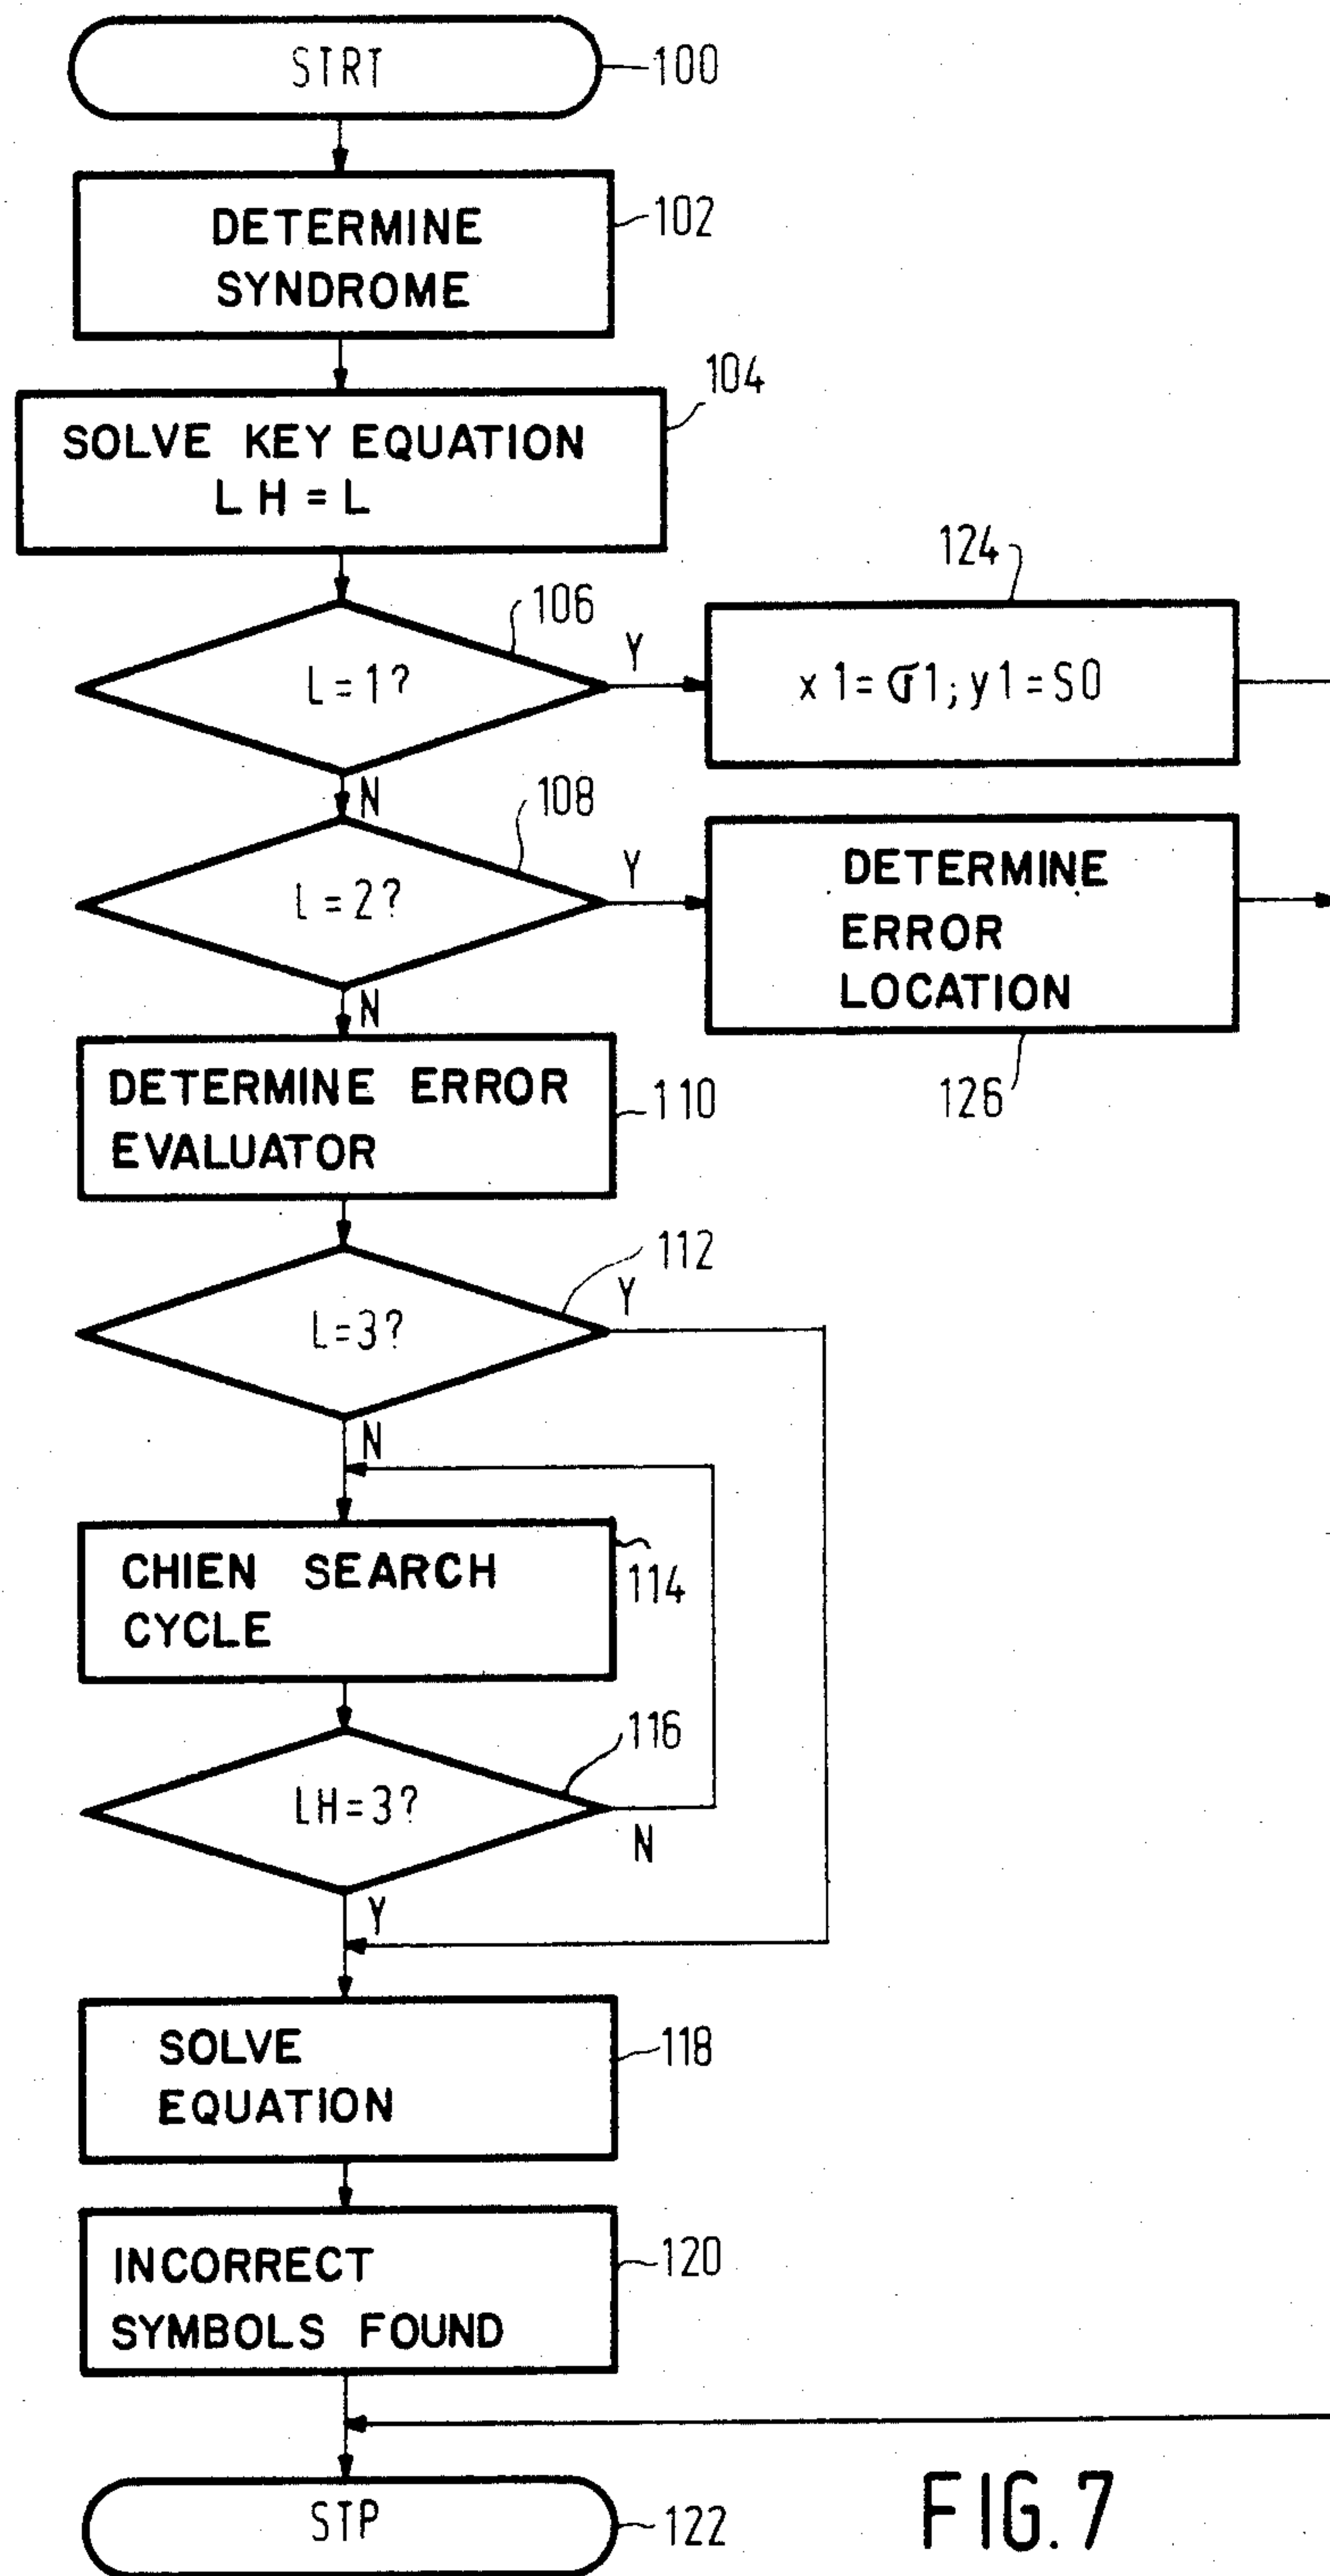 STRT
100
DETERMINE
SYNDROME
102
104
SOLVE KEY EQUATION
LH=L
106
L=1?
Y
124
x1=σ1; y1=S0
N
108
L=2?
Y
DETERMINE
ERROR
LOCATION
126
N
DETERMINE ERROR
EVALUATOR
110
112
L=3?
Y
N
CHIEN SEARCH
CYCLE
114
116
LH=3?
N
Y
SOLVE
EQUATION
118
INCORRECT
SYMBOLS FOUND
120
STP
122
FIG.7